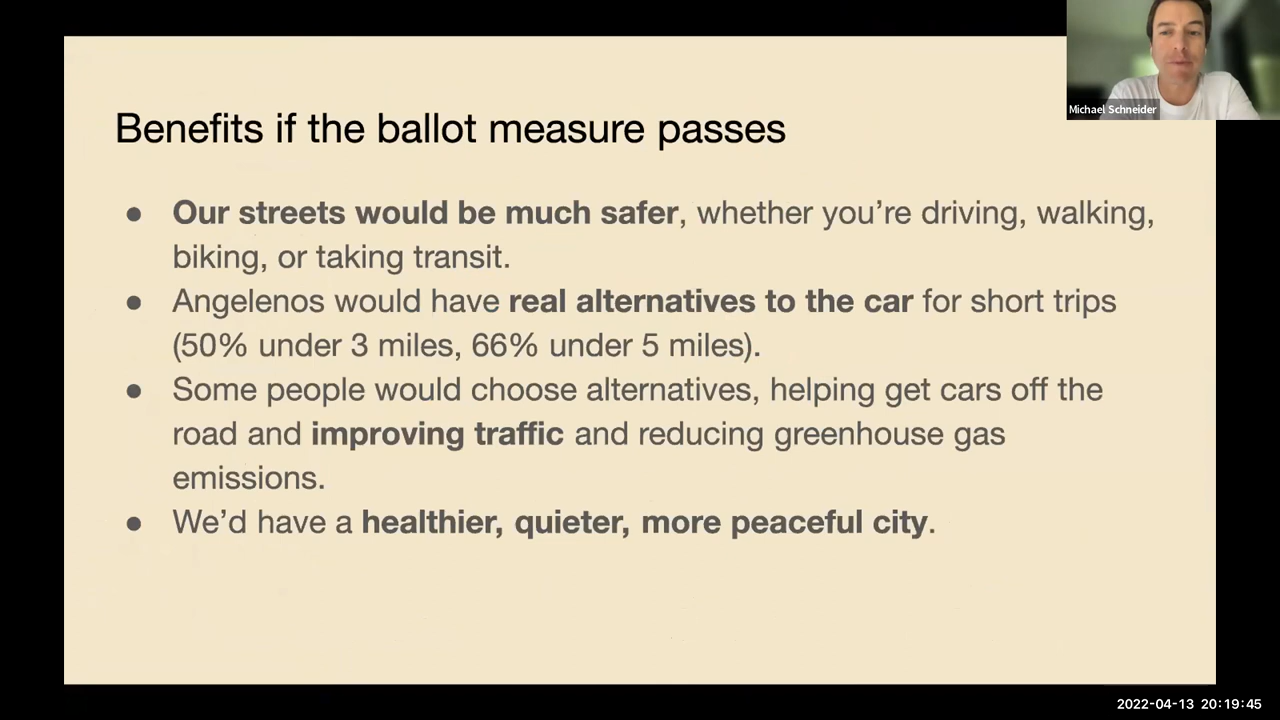 Michael Schneider
Benefits if the ballot measure passes
● Our streets would be much safer, whether you’re driving, walking,
biking, or taking transit.
● Angelenos would have real alternatives to the car for short trips
(50% under 3 miles, 66% under 5 miles).
● Some people would choose alternatives, helping get cars off the
road and improving traffic and reducing greenhouse gas
emissions.
● We’d have a healthier, quieter, more peaceful city.
2022-04-13 20:19:45